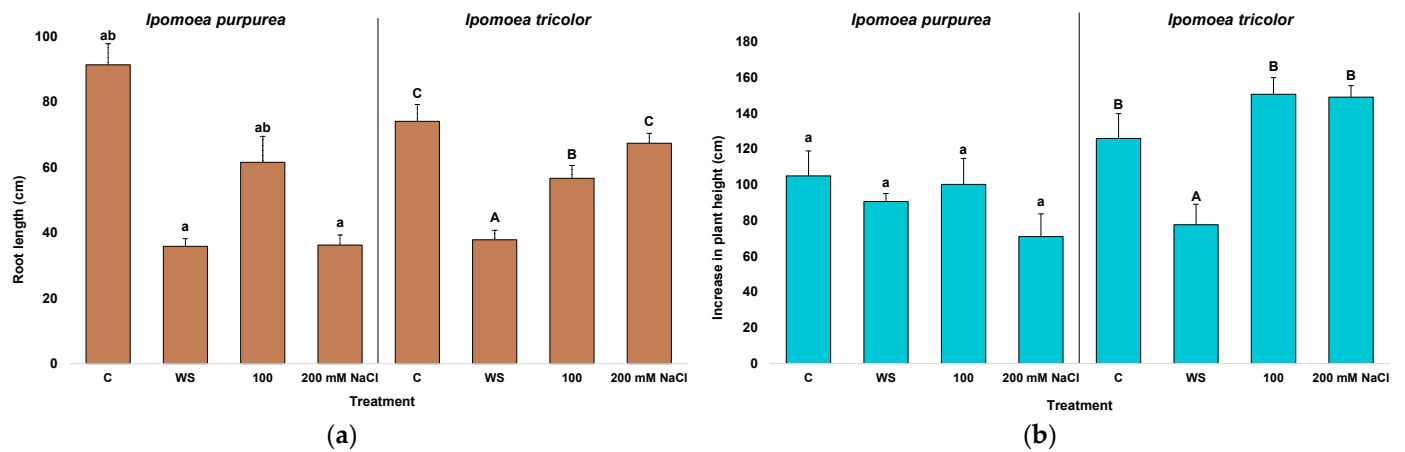 Ipomoea purpurea
Ipomoea tricolor
Root length (cm)
100
80
60
40
20
0
ab
a
ab
a
C
A
B
C
C
WS
100
200 mM NaCl
C
WS
100
200 mM NaCl
Treatment
(a)
Ipomoea purpurea
Ipomoea tricolor
Increase in plant height (cm)
180
160
140
120
100
80
60
40
20
0
a
a
a
a
B
A
B
B
C
WS
100
200 mM NaCl
C
WS
100
200 mM NaCl
Treatment
(b)